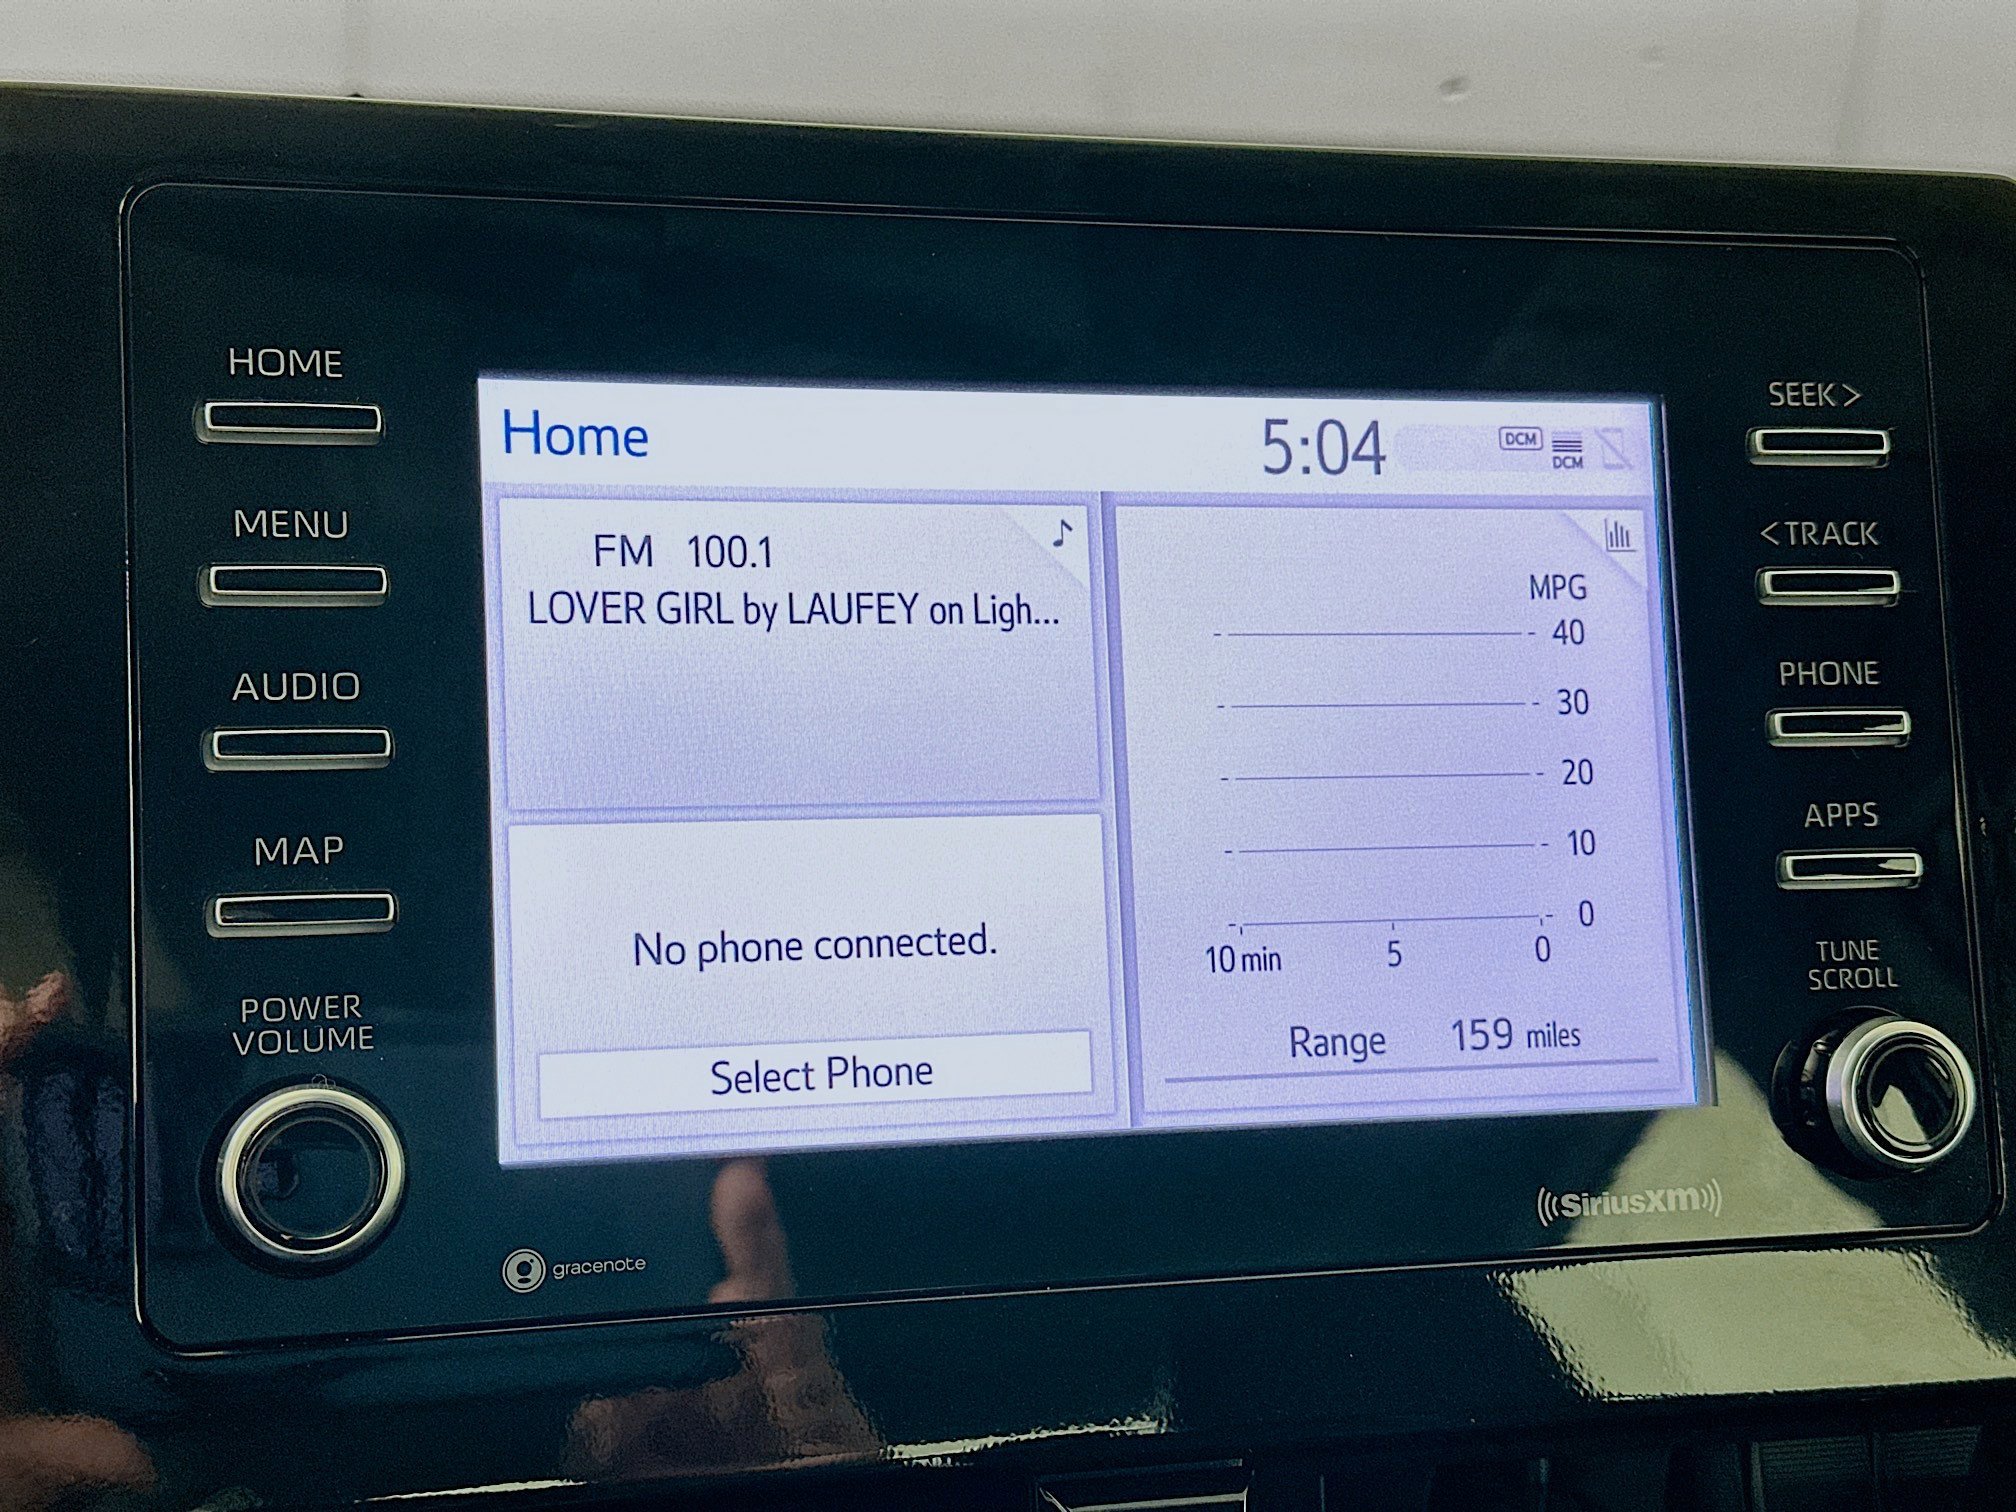 HOME
MENU
AUDIO
MAP
POWER
VOLUME
Home
5:04
DCM
DCM
FM 100.1
LOVER GIRL by LAUFEY on Ligh...
No phone connected.
Select Phone
MPG
40
30
20
10
0
10 min 5 0
Range 159 miles
SEEK >
< TRACK
PHONE
APPS
TUNE
SCROLL
gracenote
((SiriusXM))